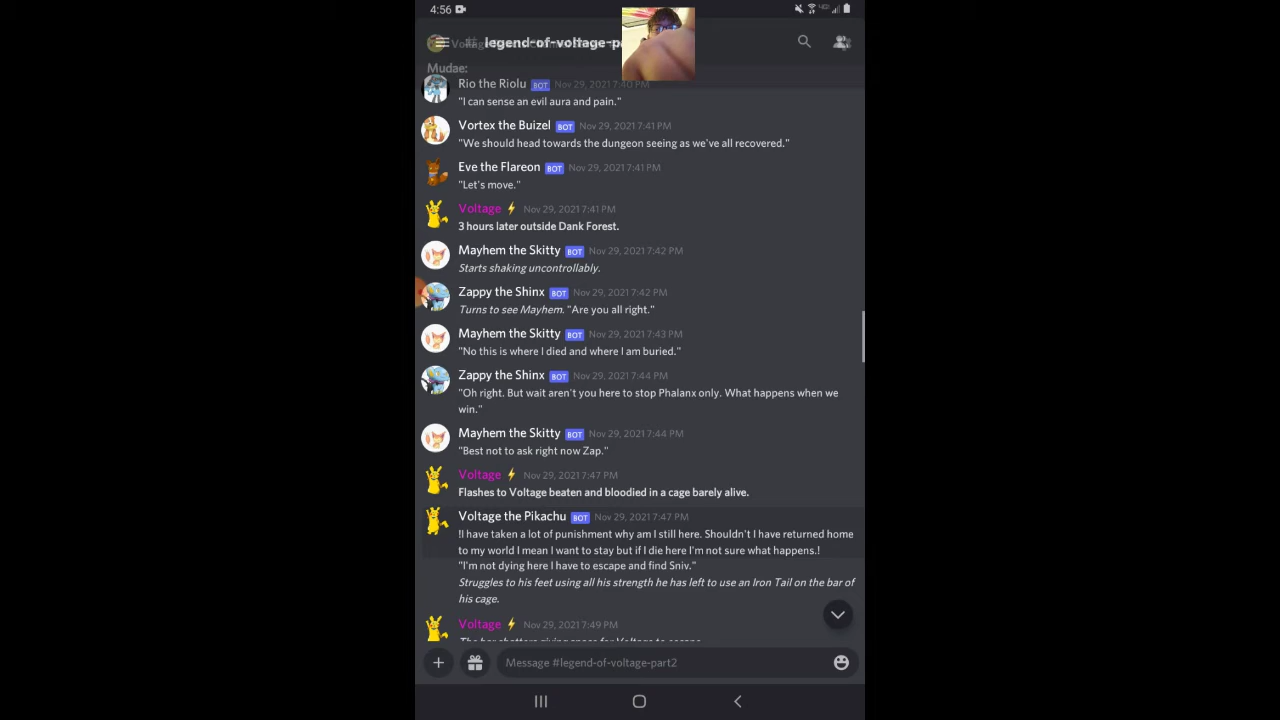 4:56
# legend-of-voltage-p
Mudae:
Rio the Riolu BOT Nov 29, 2021 7:40 PM
"I can sense an evil aura and pain."
Vortex the Buizel BOT Nov 29, 2021 7:41 PM
"We should head towards the dungeon seeing as we've all recovered."
Eve the Flareon BOT Nov 29, 2021 7:41 PM
"Let's move."
Voltage ⚡ Nov 29, 2021 7:41 PM
3 hours later outside Dank Forest.
Mayhem the Skitty BOT Nov 29, 2021 7:42 PM
Starts shaking uncontrollably.
Zappy the Shinx BOT Nov 29, 2021 7:42 PM
Turns to see Mayhem. "Are you all right."
Mayhem the Skitty BOT Nov 29, 2021 7:43 PM
"No this is where I died and where I am buried."
Zappy the Shinx BOT Nov 29, 2021 7:44 PM
"Oh right. But wait aren't you here to stop Phalanx only. What happens when we
win."
Mayhem the Skitty BOT Nov 29, 2021 7:44 PM
"Best not to ask right now Zap."
Voltage ⚡ Nov 29, 2021 7:47 PM
Flashes to Voltage beaten and bloodied in a cage barely alive.
Voltage the Pikachu BOT Nov 29, 2021 7:47 PM
!I have taken a lot of punishment why am I still here. Shouldn't I have returned home
to my world I mean I want to stay but if I die here I'm not sure what happens.!
"I'm not dying here I have to escape and find Sniv."
Struggles to his feet using all his strength he has left to use an Iron Tail on the bar of
his cage.
Voltage ⚡ Nov 29, 2021 7:49 PM
The bar shatters giving space for Voltage to escape.
Message #legend-of-voltage-part2